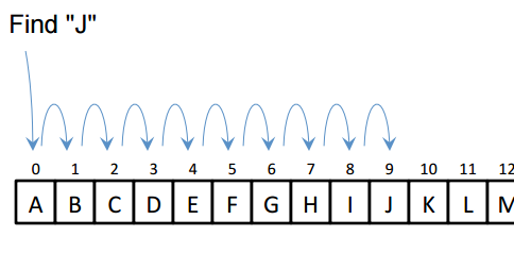 Find "J"
0 1 2 3 4 5 6 7 8 9 10 11 12
A B C D E F G H I J K L M